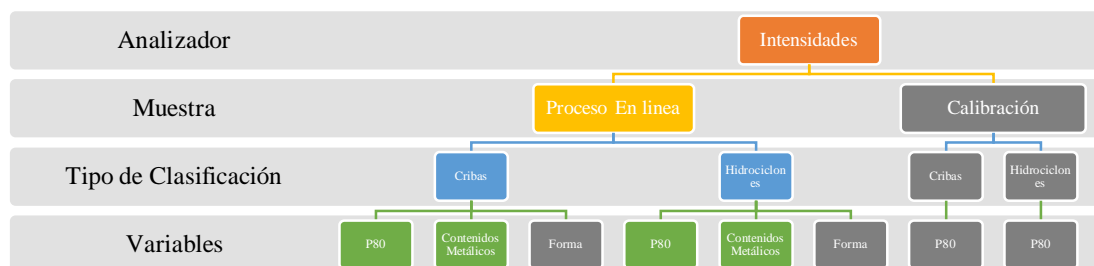 Analizador
Intensidades
Muestra
Proceso En linea
Calibración
Tipo de Clasificación
Cribas
Hidrociclon
es
Cribas
Hidrociclon
es
Variables
P80
Contenidos
Metálicos
Forma
P80
Contenidos
Metálicos
Forma
P80
P80